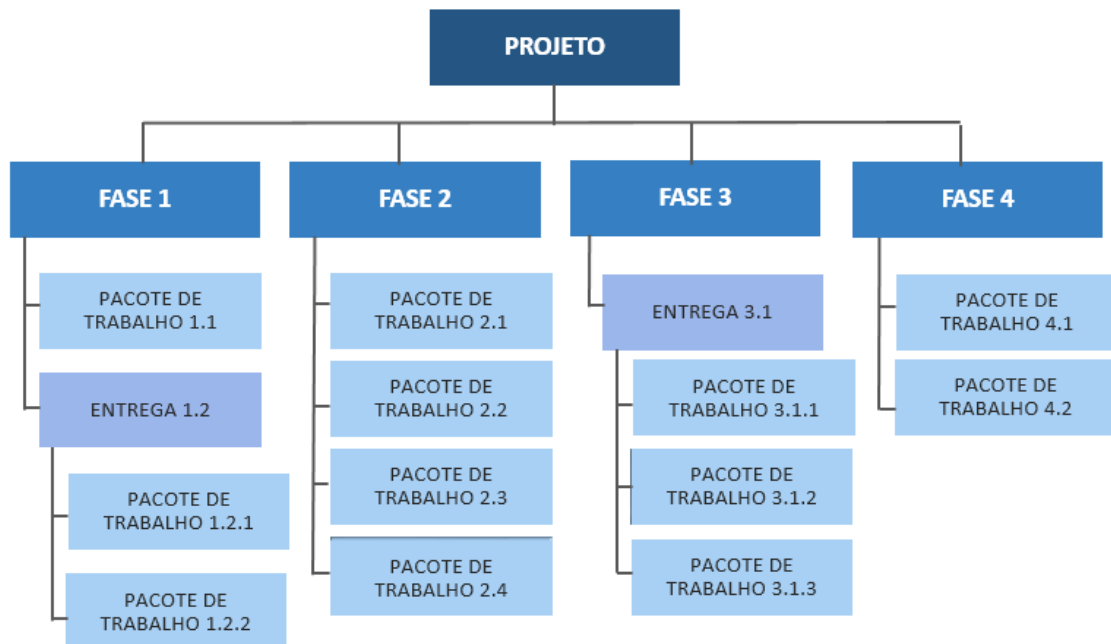 PROJETO
FASE 1
FASE 2
FASE 3
FASE 4
PACOTE DE
TRABALHO 1.1
ENTREGA 1.2
PACOTE DE
TRABALHO 1.2.1
PACOTE DE
TRABALHO 1.2.2
PACOTE DE
TRABALHO 2.1
PACOTE DE
TRABALHO 2.2
PACOTE DE
TRABALHO 2.3
PACOTE DE
TRABALHO 2.4
ENTREGA 3.1
PACOTE DE
TRABALHO 3.1.1
PACOTE DE
TRABALHO 3.1.2
PACOTE DE
TRABALHO 3.1.3
PACOTE DE
TRABALHO 4.1
PACOTE DE
TRABALHO 4.2